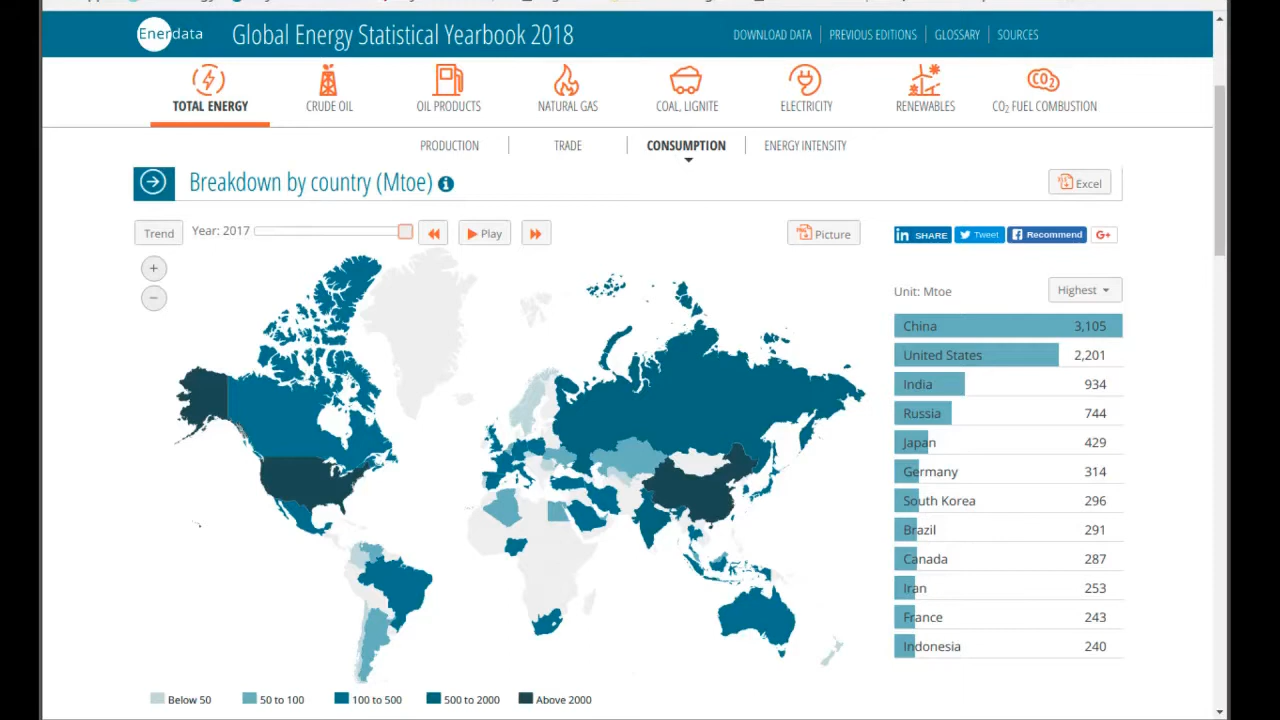 Enerdata
Global Energy Statistical Yearbook 2018
DOWNLOAD DATA
PREVIOUS EDITIONS
GLOSSARY
SOURCES
TOTAL ENERGY
CRUDE OIL
OIL PRODUCTS
NATURAL GAS
COAL, LIGNITE
ELECTRICITY
RENEWABLES
CO2
CO2 FUEL COMBUSTION
PRODUCTION
TRADE
CONSUMPTION
ENERGY INTENSITY
Breakdown by country (Mtoe)
Excel
Trend
Year: 2017
Play
Picture
in SHARE
Tweet
Recommend
G+
Unit: Mtoe
Highest
China 3,105
United States 2,201
India 934
Russia 744
Japan 429
Germany 314
South Korea 296
Brazil 291
Canada 287
Iran 253
France 243
Indonesia 240
Below 50
50 to 100
100 to 500
500 to 2000
Above 2000